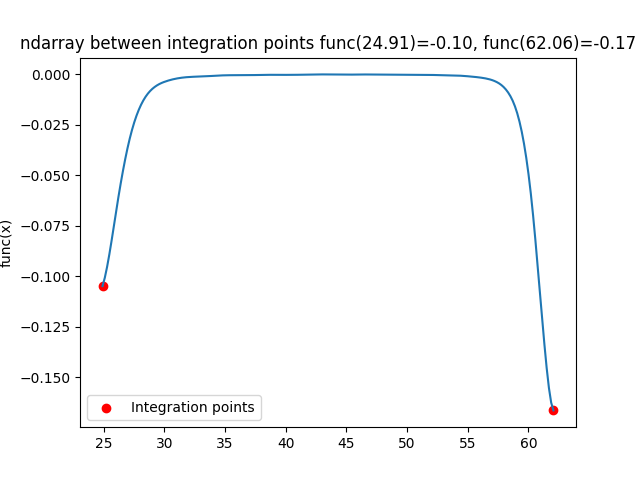 ndarray between integration points func(24.91)=-0.10, func(62.06)=-0.17
func(x)
0.000
−0.025
−0.050
−0.075
−0.100
−0.125
−0.150
Integration points
25 30 35 40 45 50 55 60